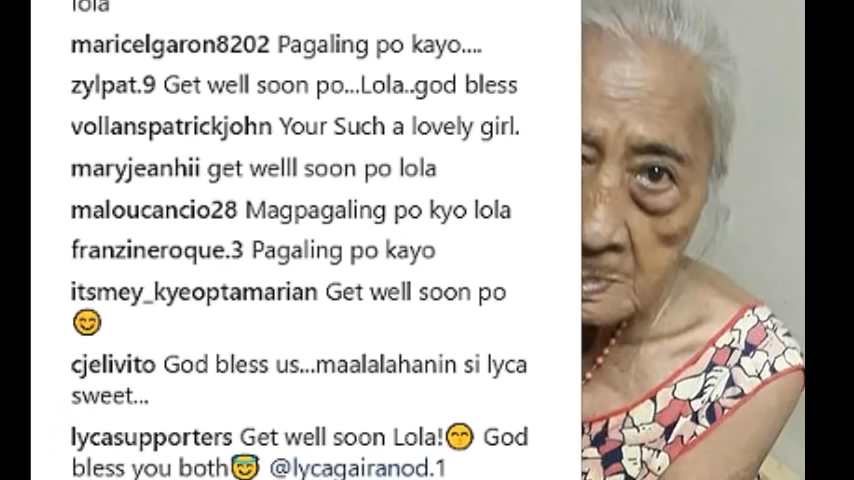 lola
maricelgaron8202 Pagaling po kayo....
zylpat.9 Get well soon po...Lola..god bless
vollanspatrickjohn Your Such a lovely girl.
maryjeanhii get welll soon po lola
maloucancio28 Magpagaling po kyo lola
franzineroque.3 Pagaling po kayo
itsmey_kyeoptamarian Get well soon po
😊
cjelivito God bless us...maalalahanin si lyca
sweet...
lycasupporters Get well soon Lola!😙 God
bless you both😇 @lycagairanod.1